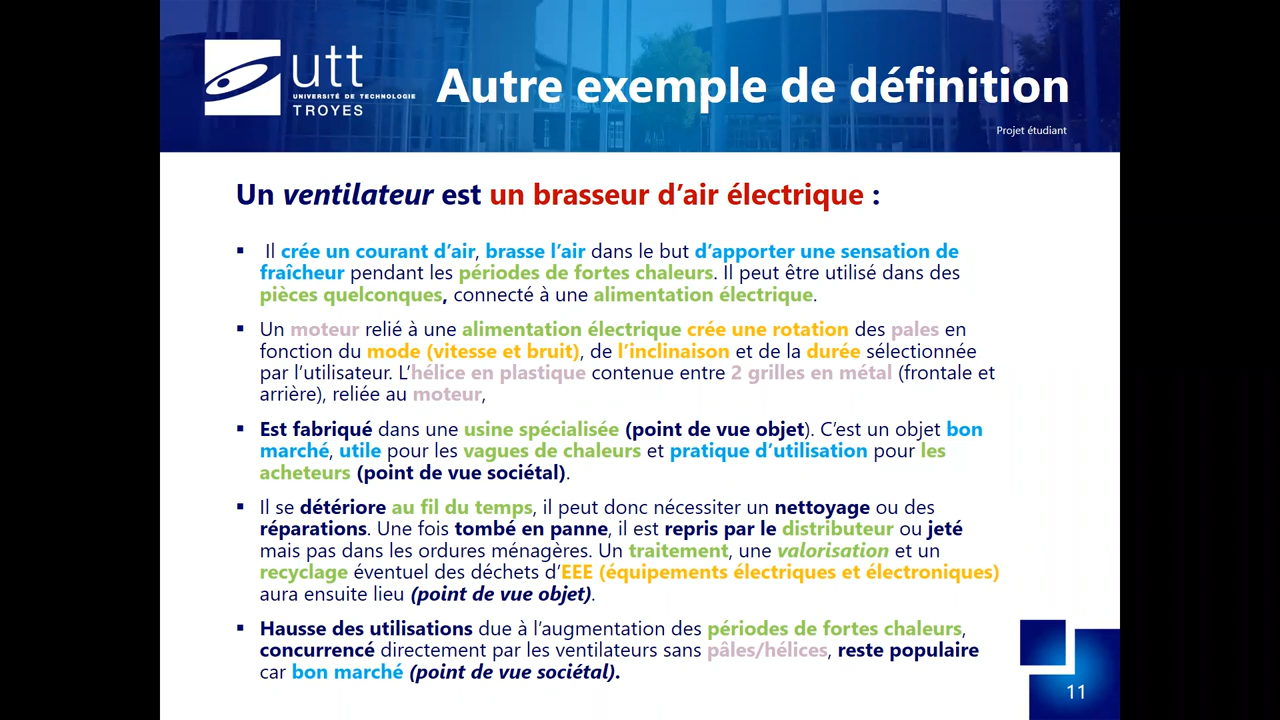 utt
UNIVERSITÉ DE TECHNOLOGIE
TROYES
Autre exemple de définition
Projet étudiant
Un ventilateur est un brasseur d’air électrique :
▪ Il crée un courant d’air, brasse l’air dans le but d’apporter une sensation de
fraîcheur pendant les périodes de fortes chaleurs. Il peut être utilisé dans des
pièces quelconques, connecté à une alimentation électrique.
▪ Un moteur relié à une alimentation électrique crée une rotation des pales en
fonction du mode (vitesse et bruit), de l’inclinaison et de la durée sélectionnée
par l’utilisateur. L’hélice en plastique contenue entre 2 grilles en métal (frontale et
arrière), reliée au moteur,
▪ Est fabriqué dans une usine spécialisée (point de vue objet). C’est un objet bon
marché, utile pour les vagues de chaleurs et pratique d’utilisation pour les
acheteurs (point de vue sociétal).
▪ Il se détériore au fil du temps, il peut donc nécessiter un nettoyage ou des
réparations. Une fois tombé en panne, il est repris par le distributeur ou jeté
mais pas dans les ordures ménagères. Un traitement, une valorisation et un
recyclage éventuel des déchets d’EEE (équipements électriques et électroniques)
aura ensuite lieu (point de vue objet).
▪ Hausse des utilisations due à l’augmentation des périodes de fortes chaleurs,
concurrencé directement par les ventilateurs sans pâles/hélices, reste populaire
car bon marché (point de vue sociétal).
11